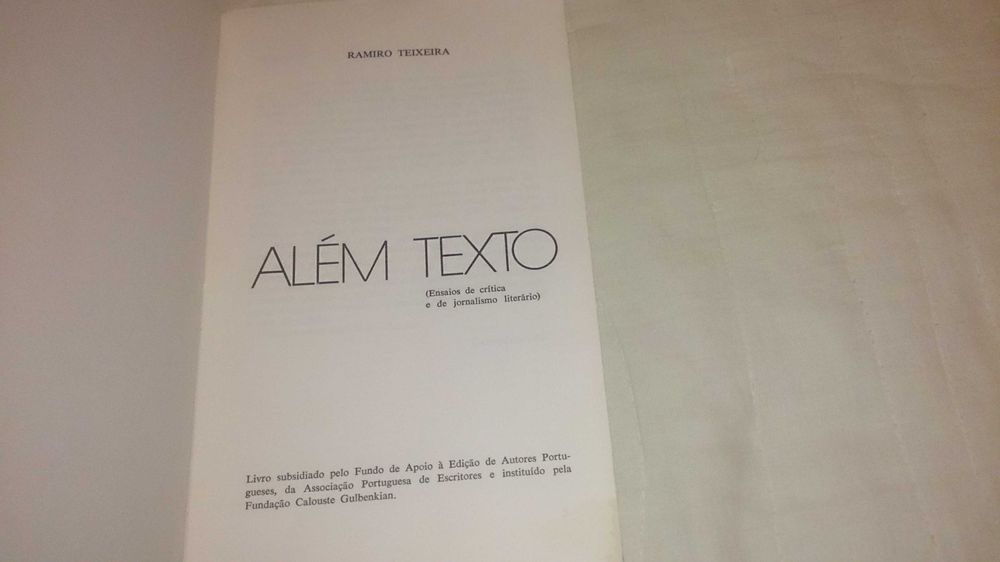 RAMIRO TEIXEIRA
ALÉM TEXTO
(Ensaios de crítica
e de jornalismo literário)
Livro subsidiado pelo Fundo de Apoio à Edição de Autores Portu-
gueses, da Associação Portuguesa de Escritores e instituído pela
Fundação Calouste Gulbenkian.